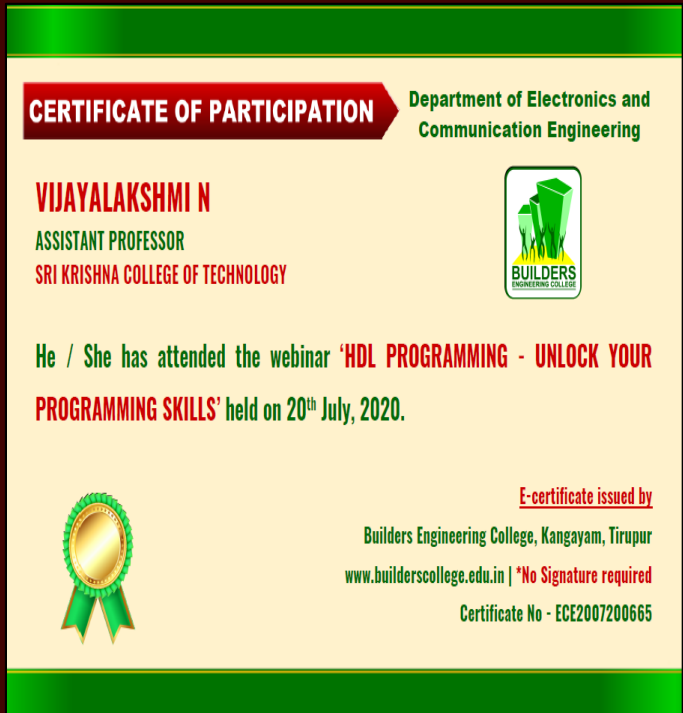 CERTIFICATE OF PARTICIPATION
Department of Electronics and
Communication Engineering
VIJAYALAKSHMI N
ASSISTANT PROFESSOR
SRI KRISHNA COLLEGE OF TECHNOLOGY
BUILDERS
ENGINEERING COLLEGE
He / She has attended the webinar ‘HDL PROGRAMMING - UNLOCK YOUR
PROGRAMMING SKILLS’ held on 20th July, 2020.
E-certificate issued by
Builders Engineering College, Kangayam, Tirupur
www.builderscollege.edu.in | *No Signature required
Certificate No - ECE2007200665